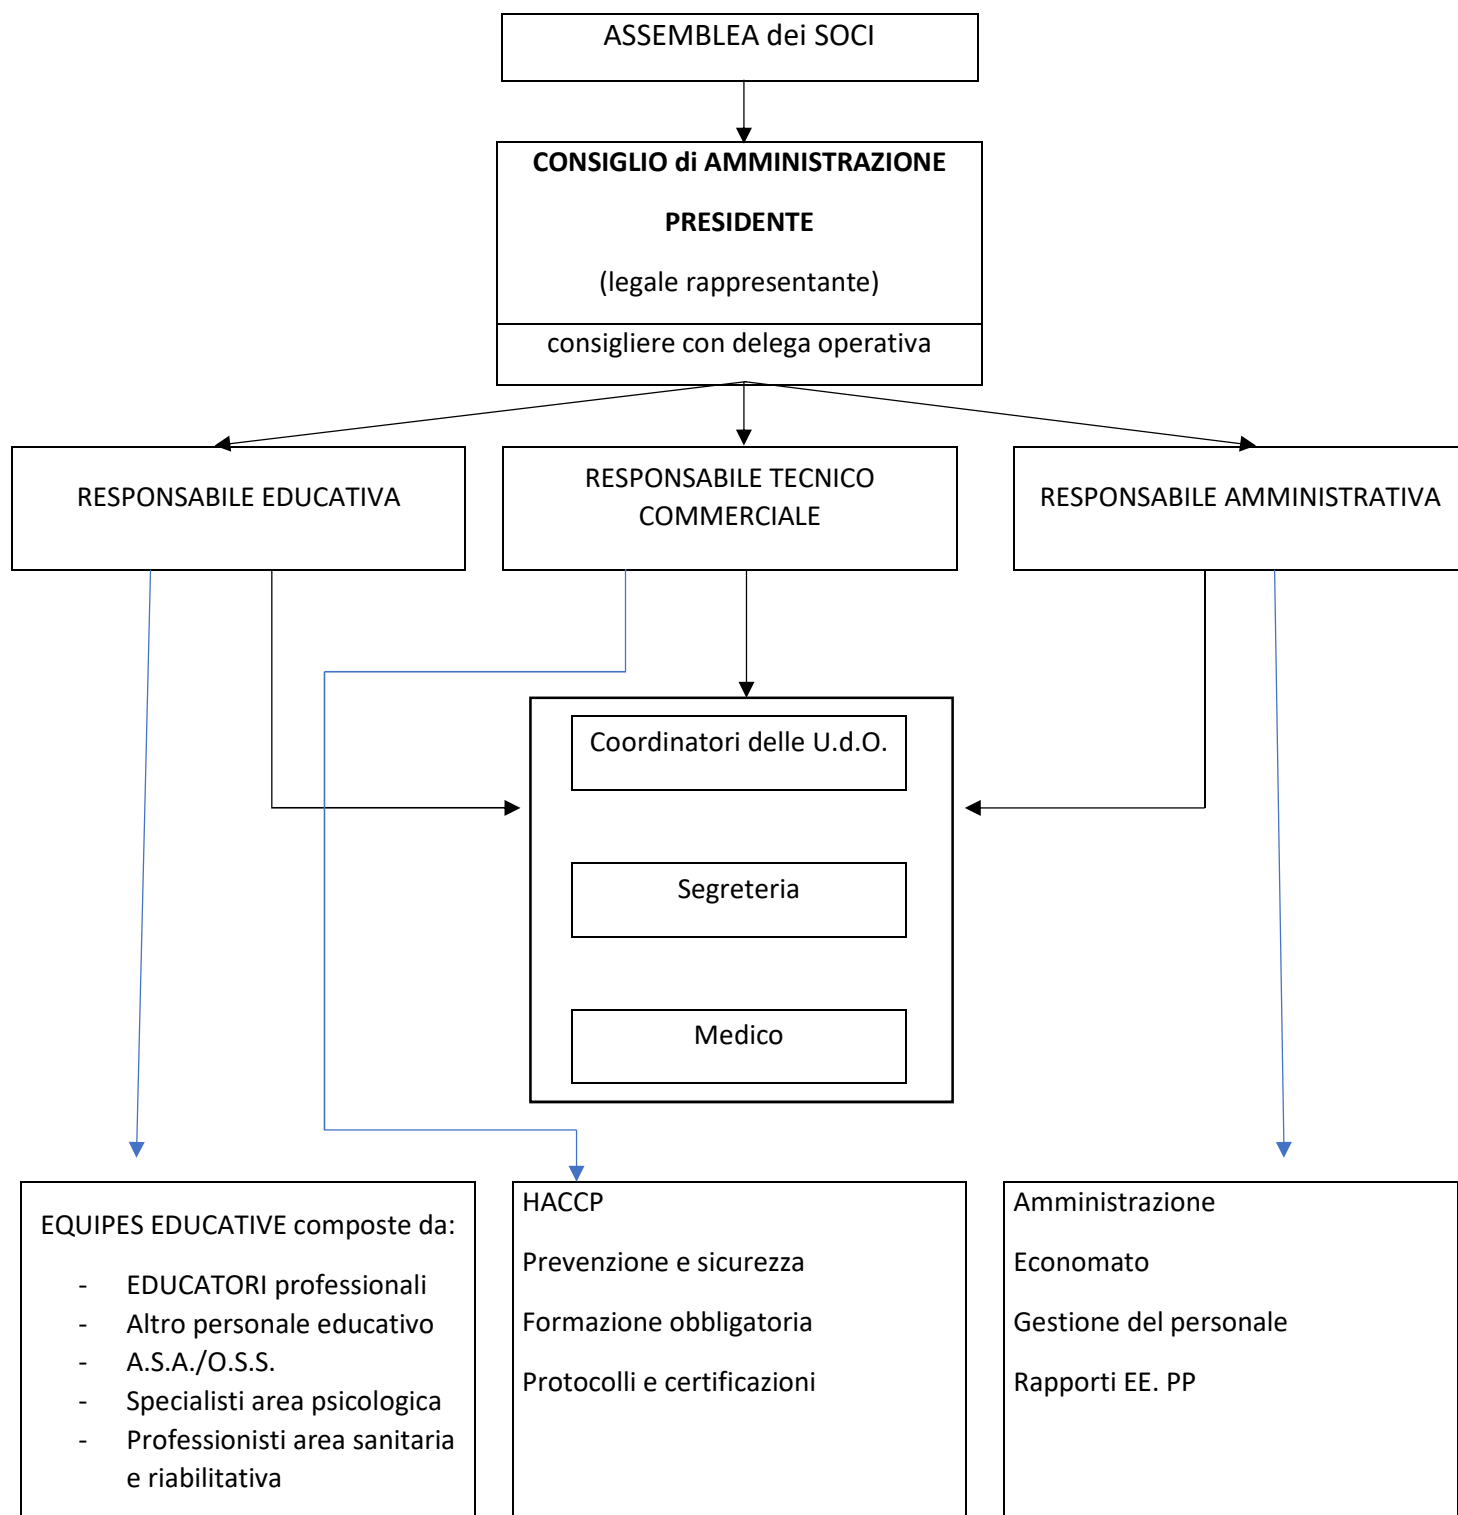 ASSEMBLEA dei SOCI
CONSIGLIO di AMMINISTRAZIONE
PRESIDENTE
(legale rappresentante)
consigliere con delega operativa
RESPONSABILE EDUCATIVA
RESPONSABILE TECNICO
COMMERCIALE
RESPONSABILE AMMINISTRATIVA
Coordinatori delle U.d.O.
Segreteria
Medico
EQUIPES EDUCATIVE composte da:
- EDUCATORI professionali
- Altro personale educativo
- A.S.A./O.S.S.
- Specialisti area psicologica
- Professionisti area sanitaria
e riabilitativa
HACCP
Prevenzione e sicurezza
Formazione obbligatoria
Protocolli e certificazioni
Amministrazione
Economato
Gestione del personale
Rapporti EE. PP